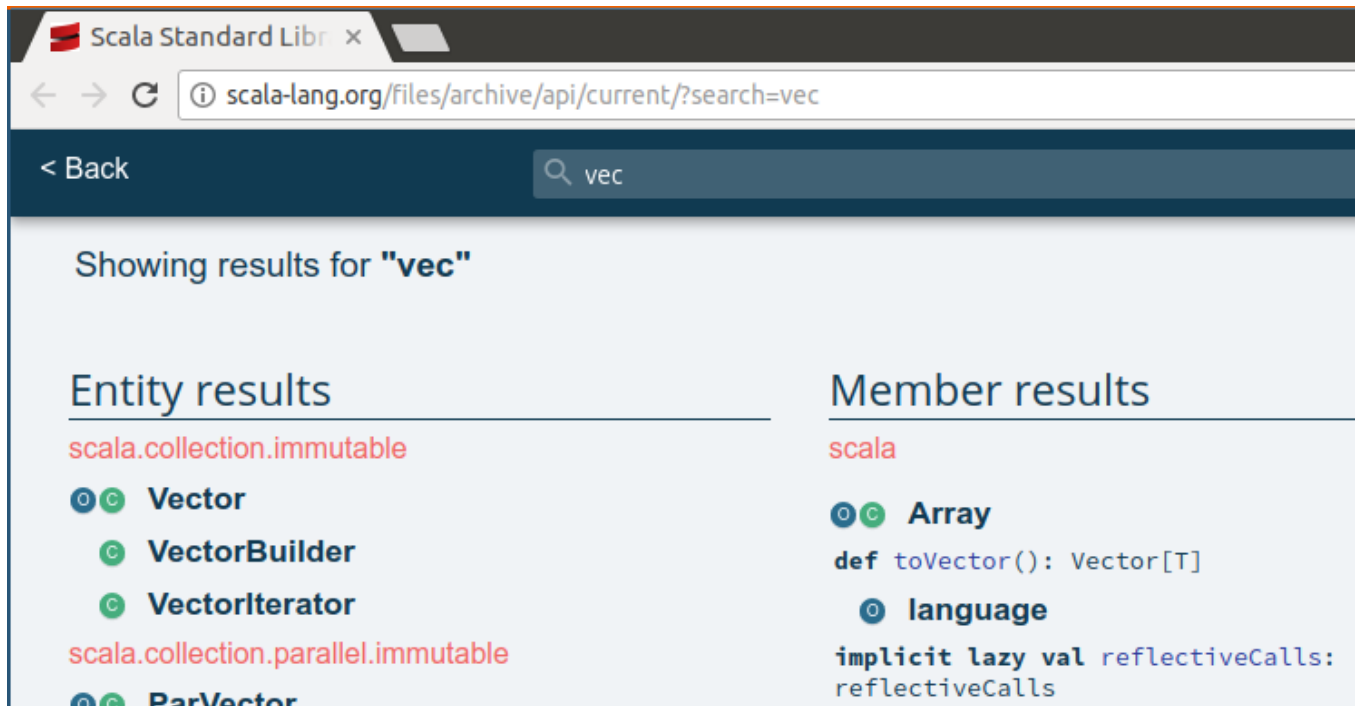 Scala Standard Libr
scala-lang.org/files/archive/api/current/?search=vec
< Back
vec
Showing results for "vec"
Entity results
scala.collection.immutable
O C Vector
C VectorBuilder
C VectorIterator
scala.collection.parallel.immutable
O C ParVector
Member results
scala
O C Array
def toVector(): Vector[T]
O language
implicit lazy val reflectiveCalls:
reflectiveCalls